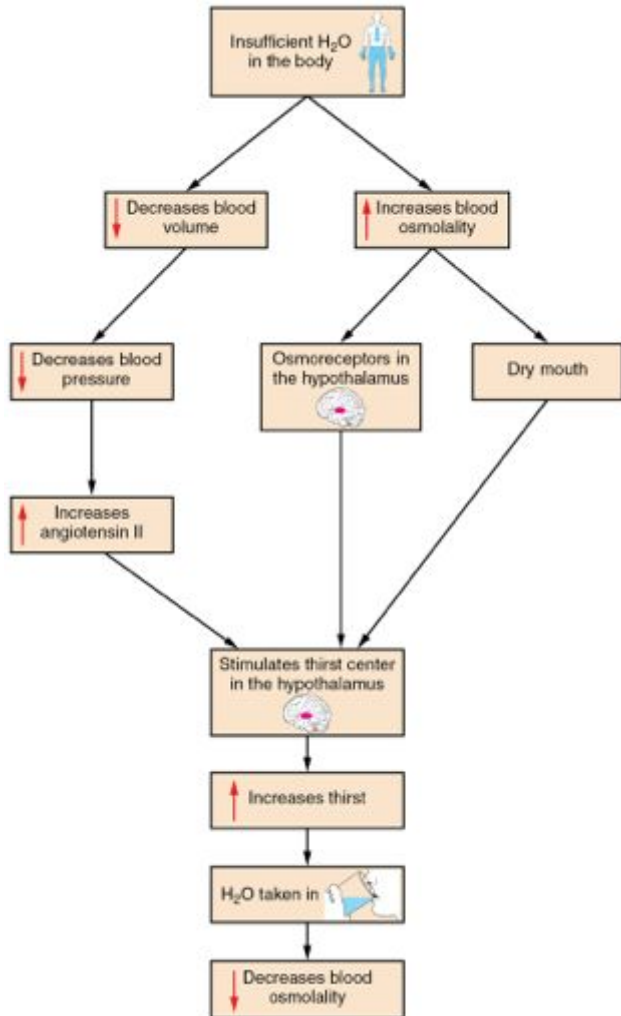 Insufficient H₂O
in the body
Decreases blood
volume
Increases blood
osmolality
Decreases blood
pressure
Osmoreceptors in
the hypothalamus
Dry mouth
Increases
angiotensin II
Stimulates thirst center
in the hypothalamus
Increases thirst
H₂O taken in
Decreases blood
osmolality